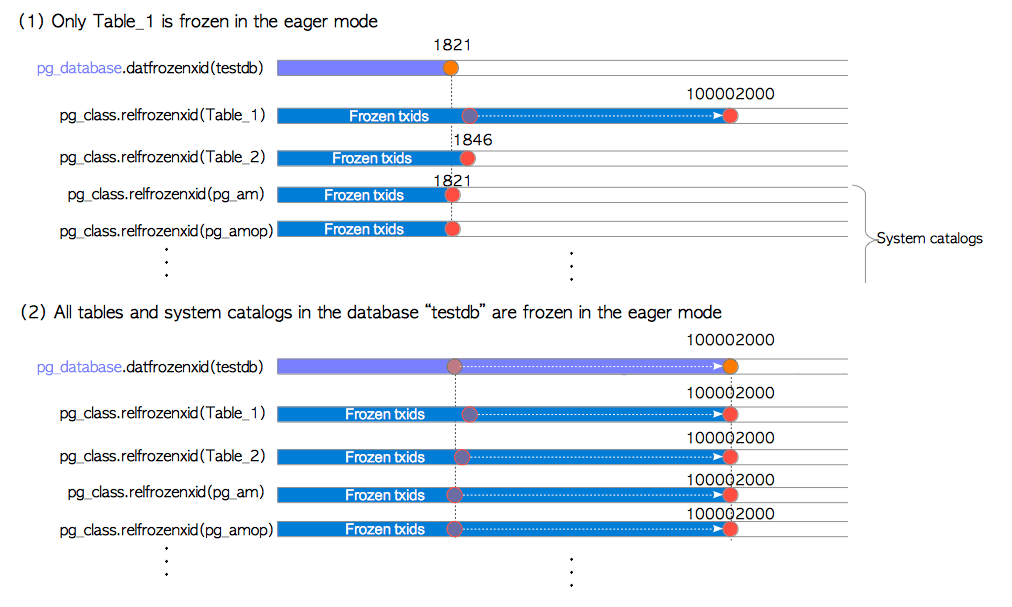 (1) Only Table_1 is frozen in the eager mode
1821
pg_database.datfrozenxid(testdb)
100002000
pg_class.relfrozenxid(Table_1)
Frozen txids
1846
pg_class.relfrozenxid(Table_2)
Frozen txids
1821
pg_class.relfrozenxid(pg_am)
Frozen txids
pg_class.relfrozenxid(pg_amop)
Frozen txids
System catalogs
(2) All tables and system catalogs in the database “testdb” are frozen in the eager mode
100002000
pg_database.datfrozenxid(testdb)
100002000
pg_class.relfrozenxid(Table_1)
Frozen txids
100002000
pg_class.relfrozenxid(Table_2)
Frozen txids
100002000
pg_class.relfrozenxid(pg_am)
Frozen txids
100002000
pg_class.relfrozenxid(pg_amop)
Frozen txids